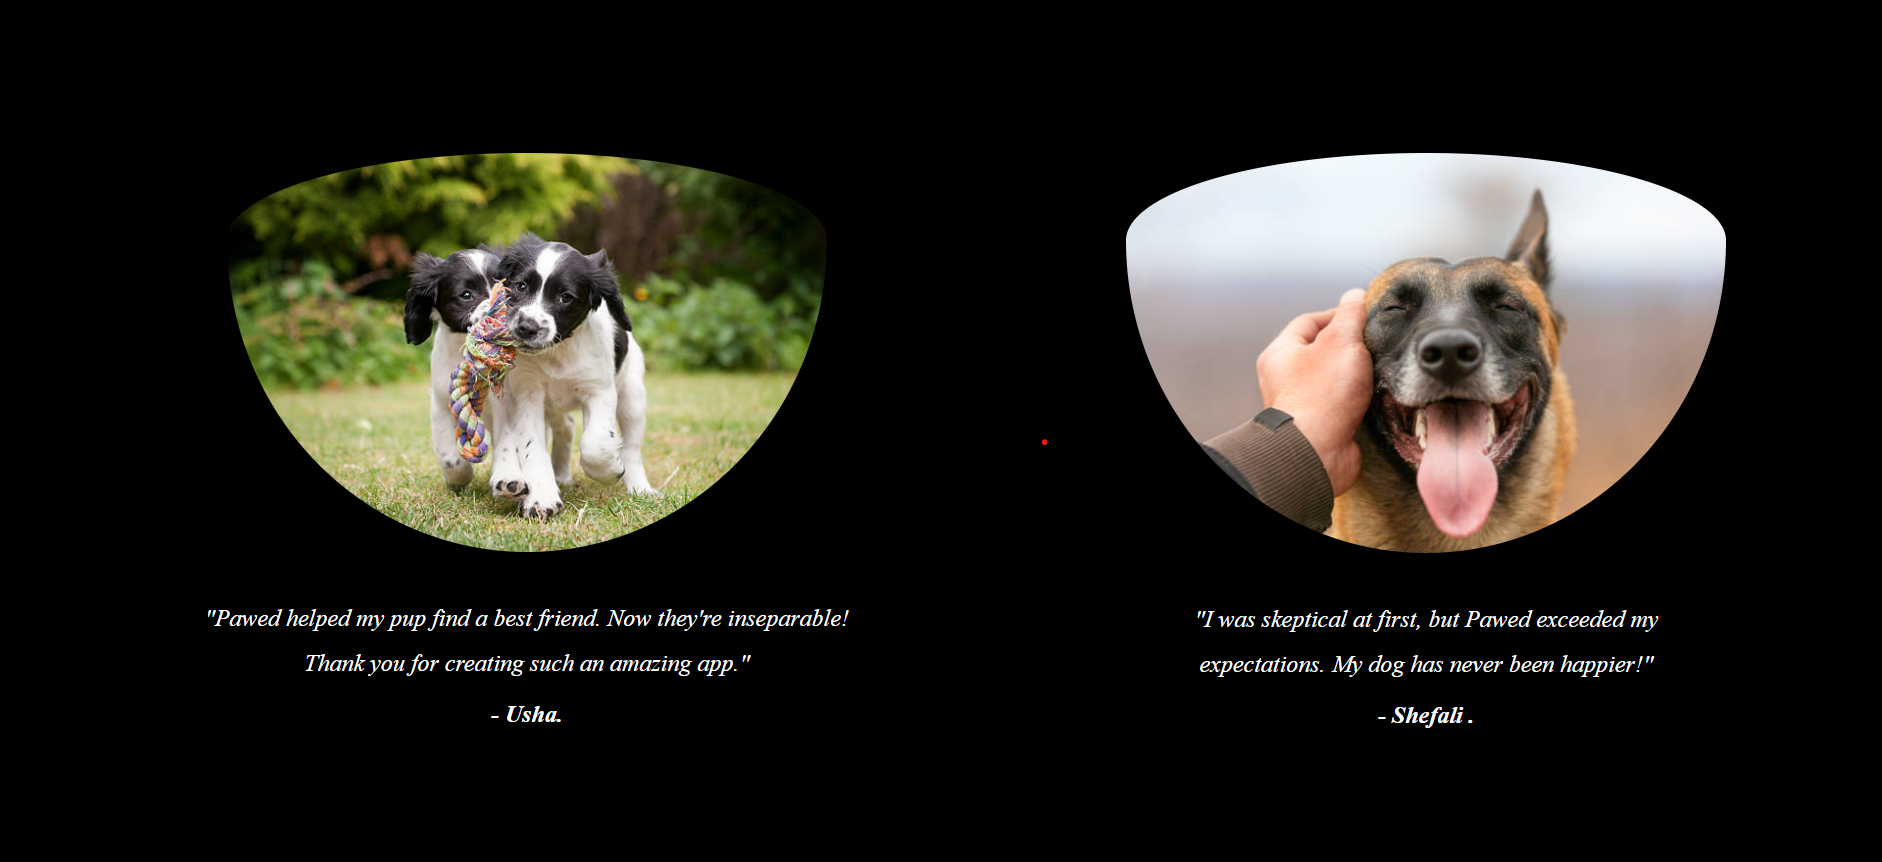 "Pawed helped my pup find a best friend. Now they're inseparable!
Thank you for creating such an amazing app."
- Usha.
"I was skeptical at first, but Pawed exceeded my
expectations. My dog has never been happier!"
- Shefali .